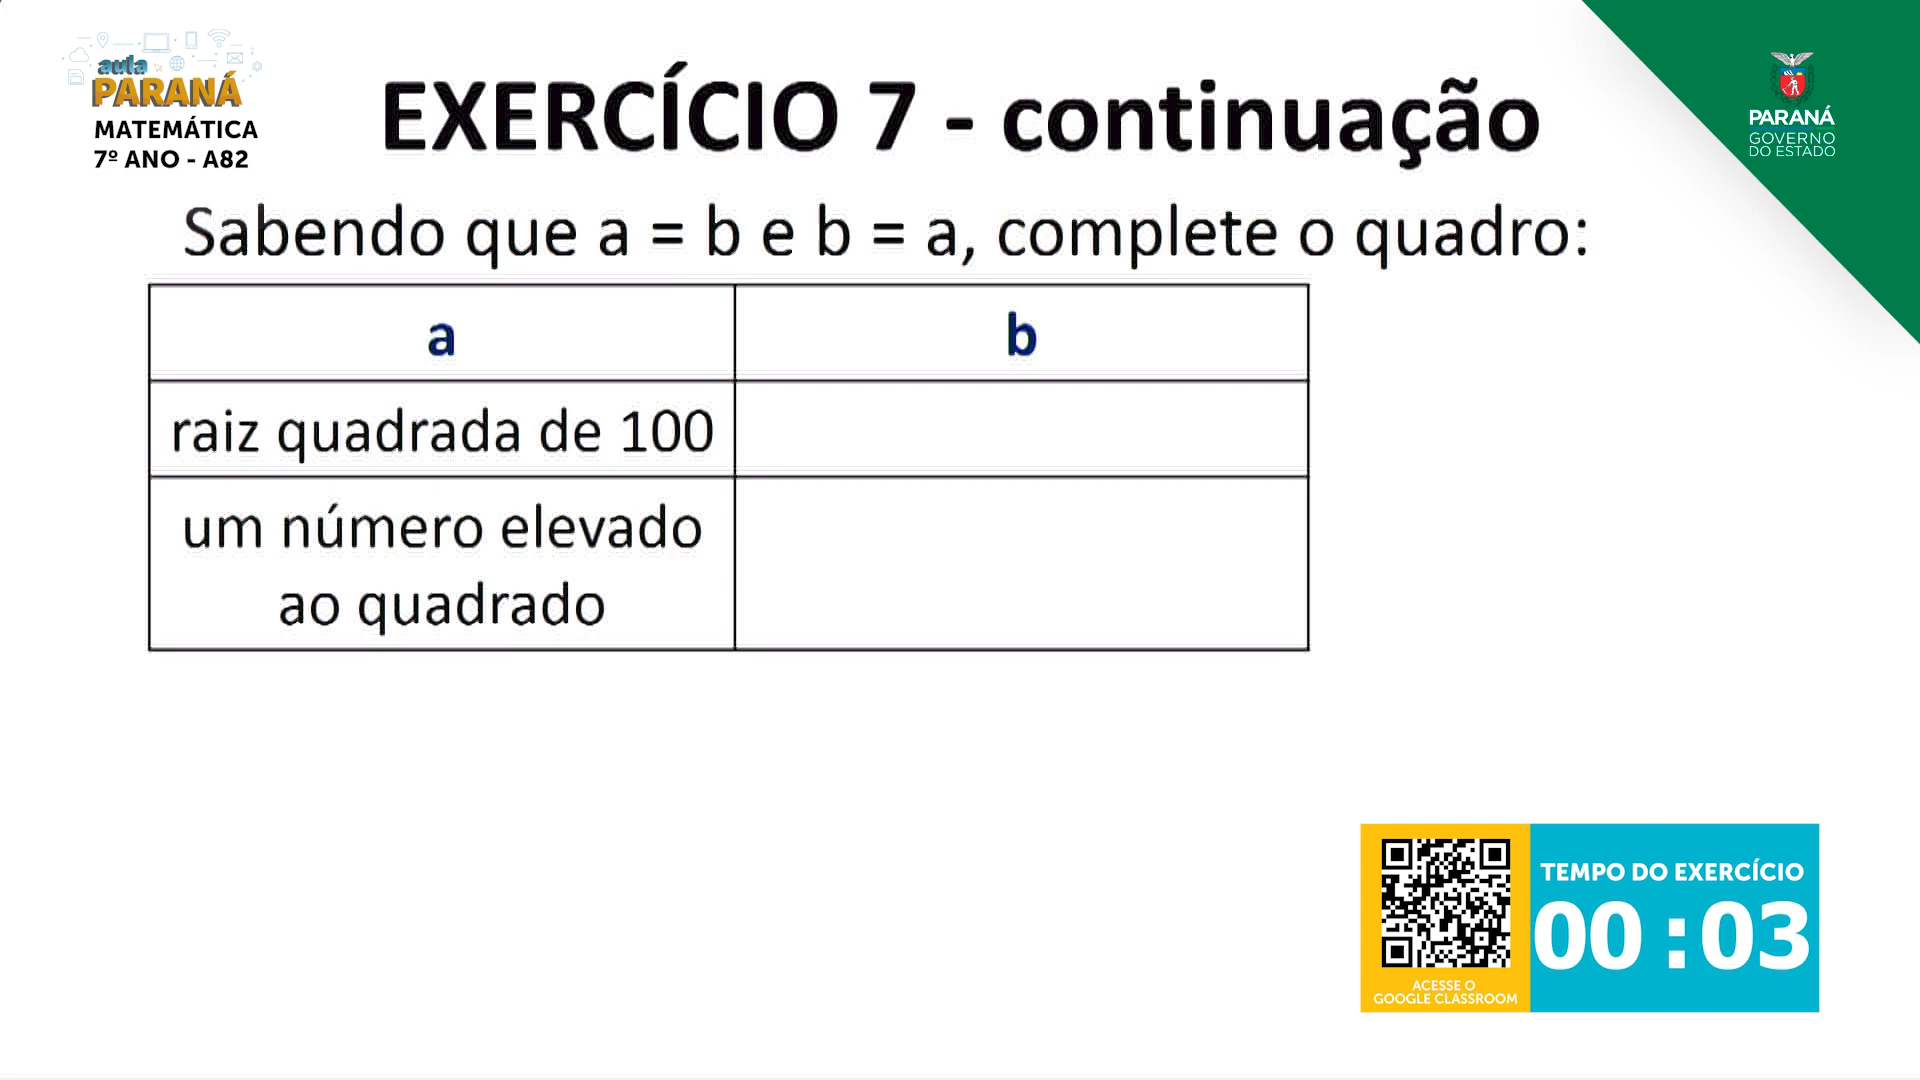 aula
PARANÁ
MATEMÁTICA
7º ANO - A82
EXERCÍCIO 7 - continuação
PARANÁ
GOVERNO
DO ESTADO
Sabendo que a = b e b = a, complete o quadro:
a b
raiz quadrada de 100
um número elevado
ao quadrado
TEMPO DO EXERCÍCIO
00 : 03
ACESSE O
GOOGLE CLASSROOM